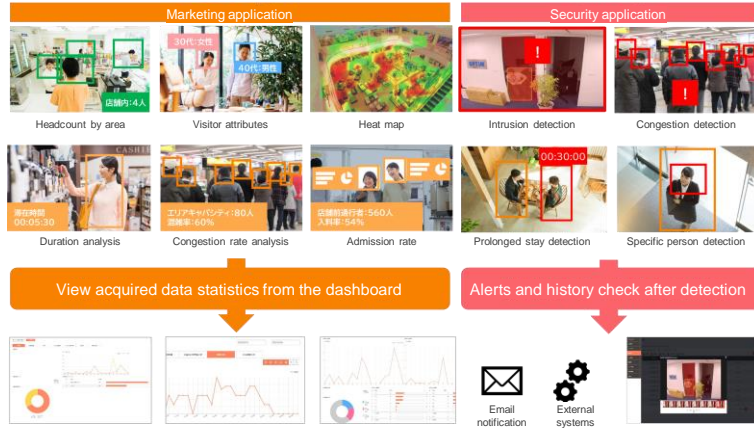 Marketing application
Security application
30代:女性
40代:男性
店舗内:4人
!
!
Headcount by area
Visitor attributes
Heat map
Intrusion detection
Congestion detection
CASHIER
滞在時間
00:05:30
エリアキャパシティ:80人
混雑率:60%
店舗前通行者:560人
入料率:54%
00:30:00
Duration analysis
Congestion rate analysis
Admission rate
Prolonged stay detection
Specific person detection
View acquired data statistics from the dashboard
Alerts and history check after detection
Email
notification
External
systems